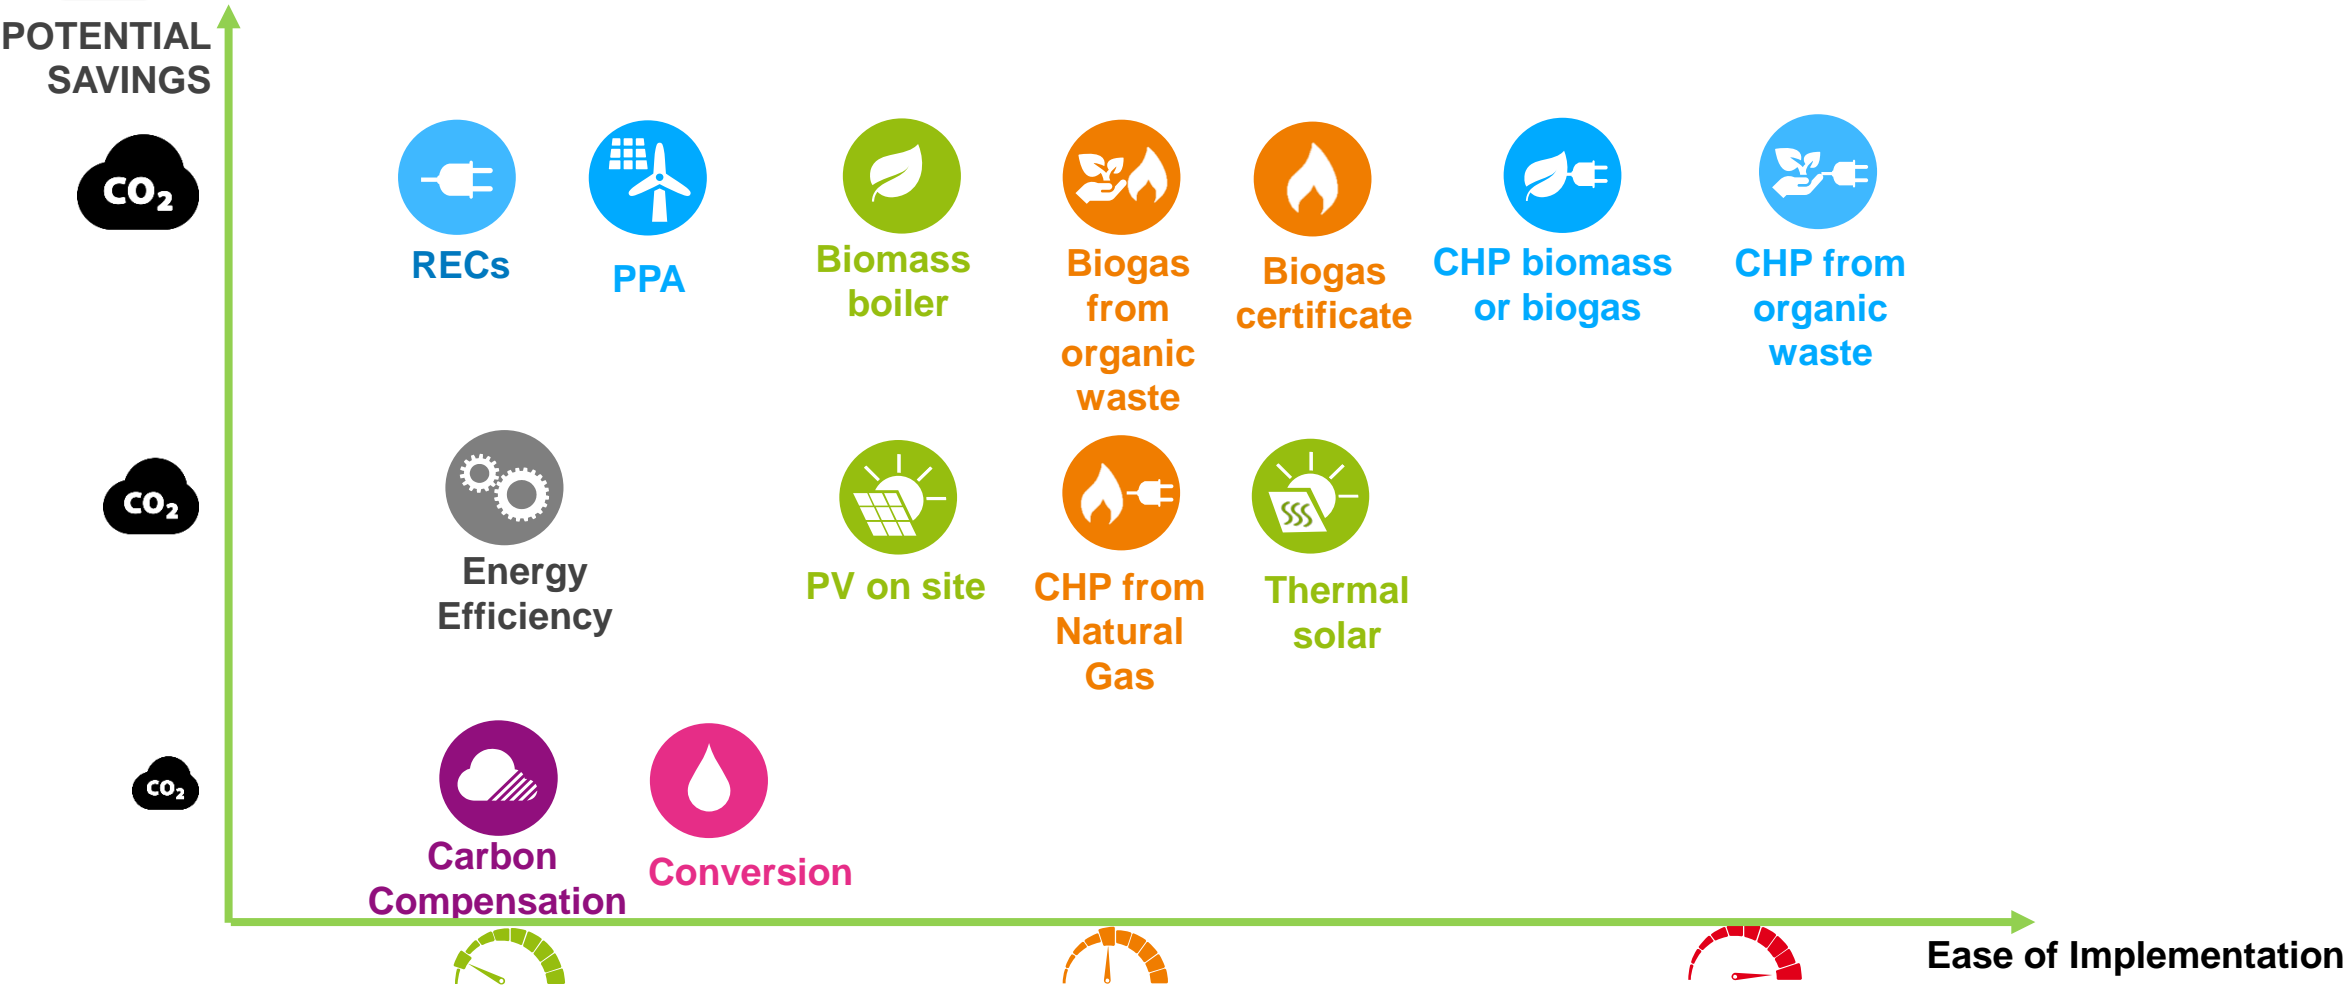 POTENTIAL
SAVINGS
CO2
RECs
PPA
Biomass
boiler
Biogas
from
organic
waste
Biogas
certificate
CHP biomass
or biogas
CHP from
organic
waste
CO2
Energy
Efficiency
PV on site
CHP from
Natural
Gas
Thermal
solar
CO2
Carbon
Compensation
Conversion
Ease of Implementation